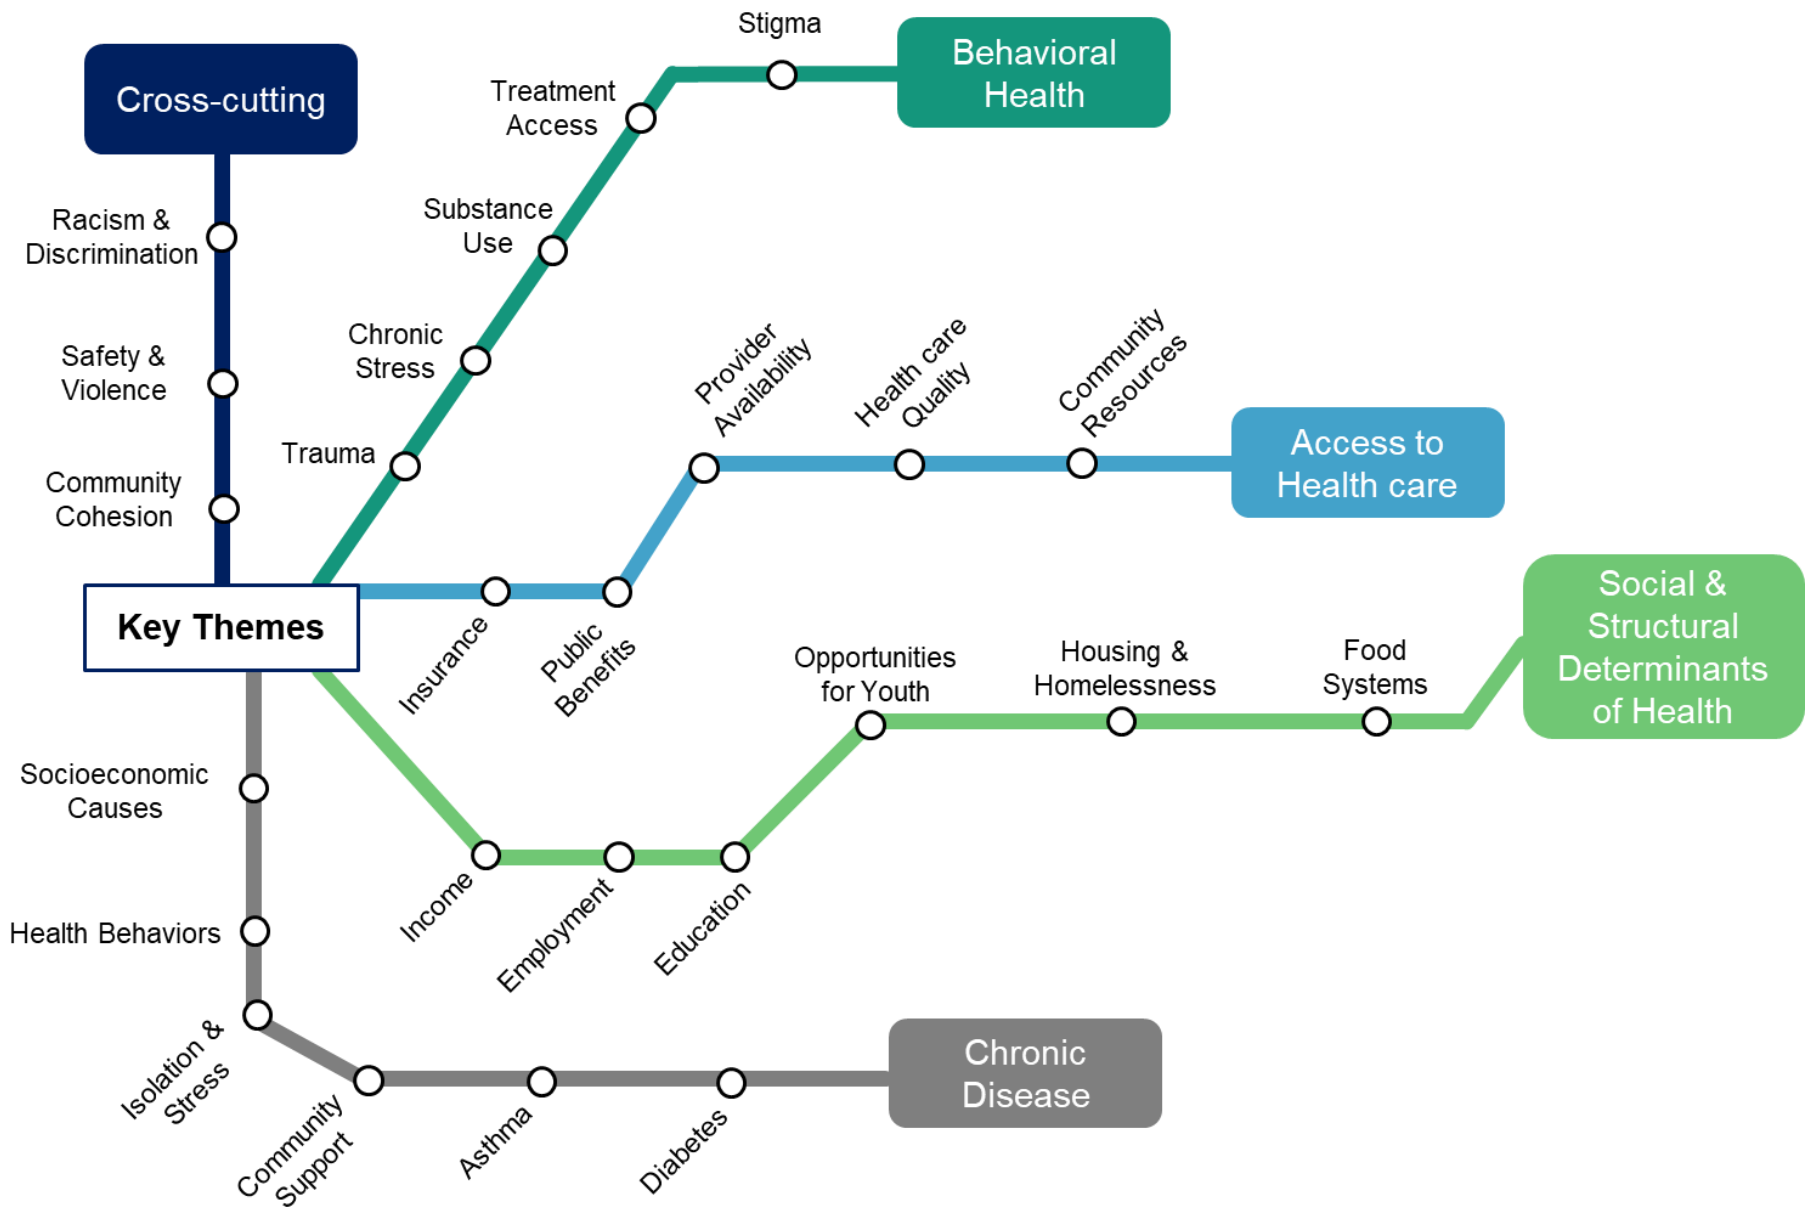 Cross-cutting
Racism &
Discrimination
Safety &
Violence
Community
Cohesion
Key Themes
Stigma
Behavioral
Health
Treatment
Access
Substance
Use
Chronic
Stress
Trauma
Provider
Availability
Health care
Quality
Community
Resources
Access to
Health care
Insurance
Public
Benefits
Opportunities
for Youth
Housing &
Homelessness
Food
Systems
Social &
Structural
Determinants
of Health
Income
Employment
Education
Socioeconomic
Causes
Health Behaviors
Isolation &
Stress
Community
Support
Asthma
Diabetes
Chronic
Disease